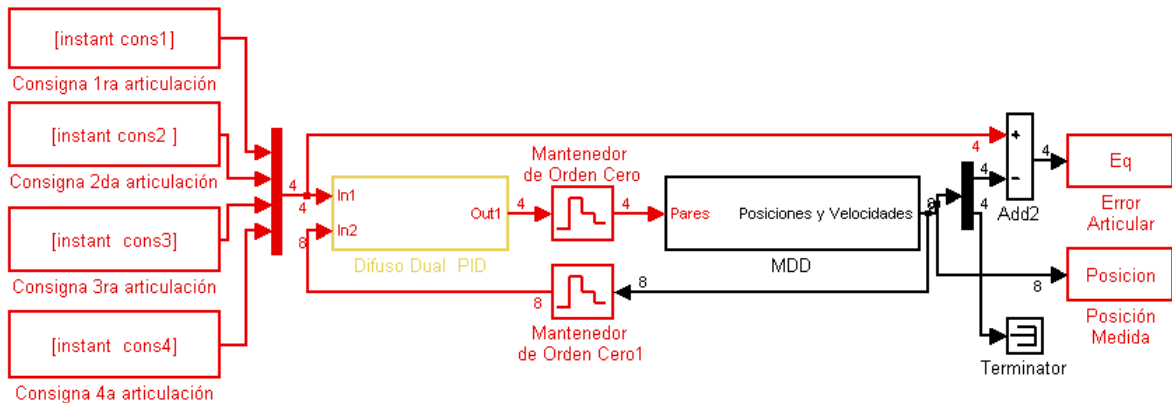 [instant cons1]
Consigna 1ra articulación
[instant cons2 ]
Consigna 2da articulación
[instant cons3]
Consigna 3ra articulación
[instant cons4]
Consigna 4a articulación
4
4
8
In1
In2
Out1
Difuso Dual PID
4
Mantenedor
de Orden Cero
4
Pares
Posiciones y Velocidades
MDD
8
8
8
Mantenedor
de Orden Cero1
4
4
4
+
−
Add2
4
Eq
Error
Articular
8
Posicion
Posición
Medida
Terminator